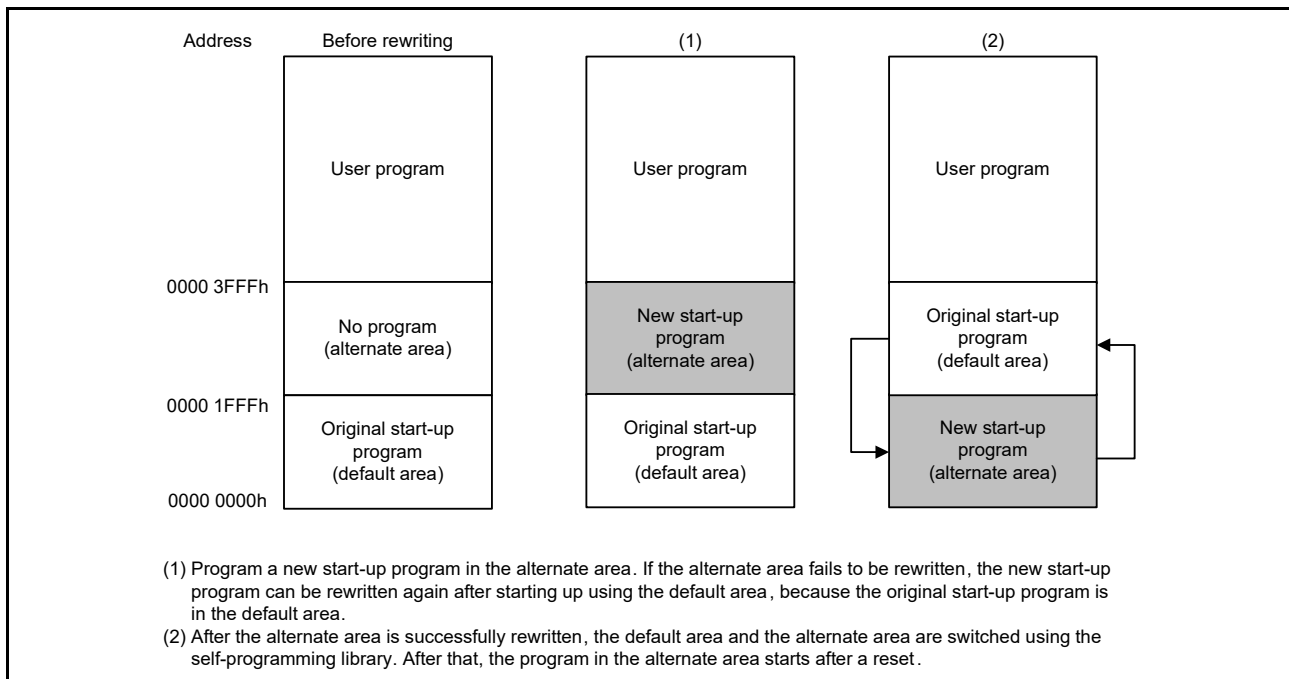 Address
Before rewriting
(1)
(2)
User program
User program
User program
0000 3FFFh
No program
(alternate area)
New start-up
program
(alternate area)
Original start-up
program
(default area)
0000 1FFFh
Original start-up
program
(default area)
Original start-up
program
(default area)
New start-up
program
(alternate area)
0000 0000h
(1) Program a new start-up program in the alternate area. If the alternate area fails to be rewritten, the new start-up
program can be rewritten again after starting up using the default area, because the original start-up program is
in the default area.
(2) After the alternate area is successfully rewritten, the default area and the alternate area are switched using the
self-programming library. After that, the program in the alternate area starts after a reset.